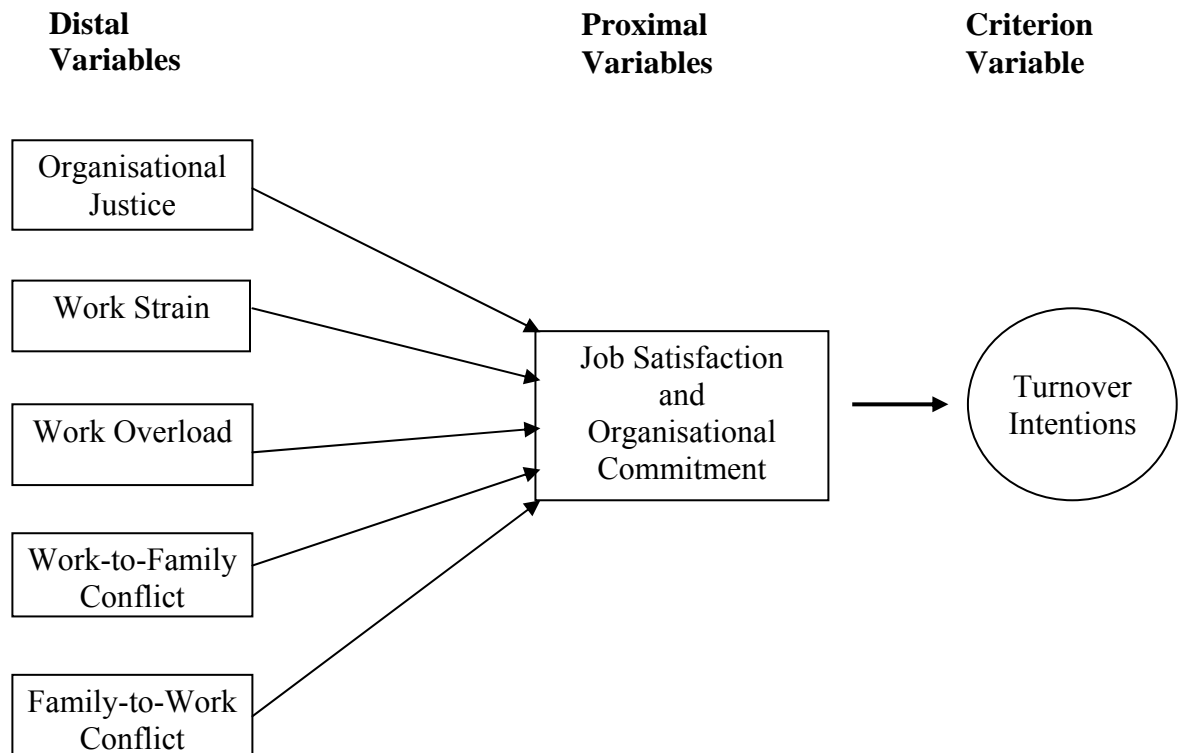 Distal
Variables
Proximal
Variables
Criterion
Variable
Organisational
Justice
Work Strain
Work Overload
Work-to-Family
Conflict
Family-to-Work
Conflict
Job Satisfaction
and
Organisational
Commitment
Turnover
Intentions